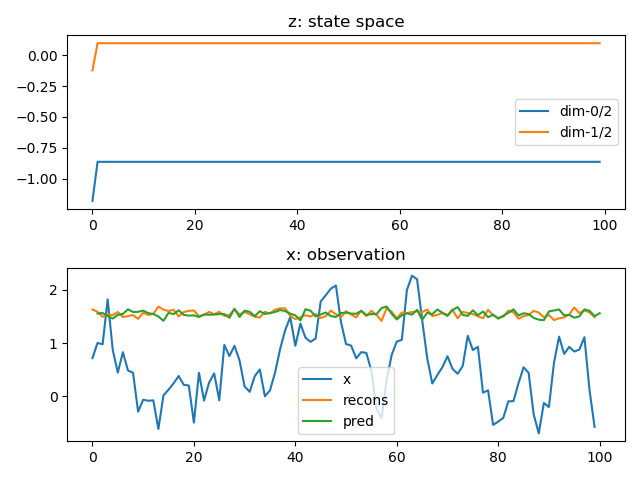 z: state space
0.00
−0.25
−0.50
−0.75
−1.00
dim-0/2
dim-1/2
0
20
40
60
80
100
x: observation
2
1
0
x
recons
pred
0
20
40
60
80
100